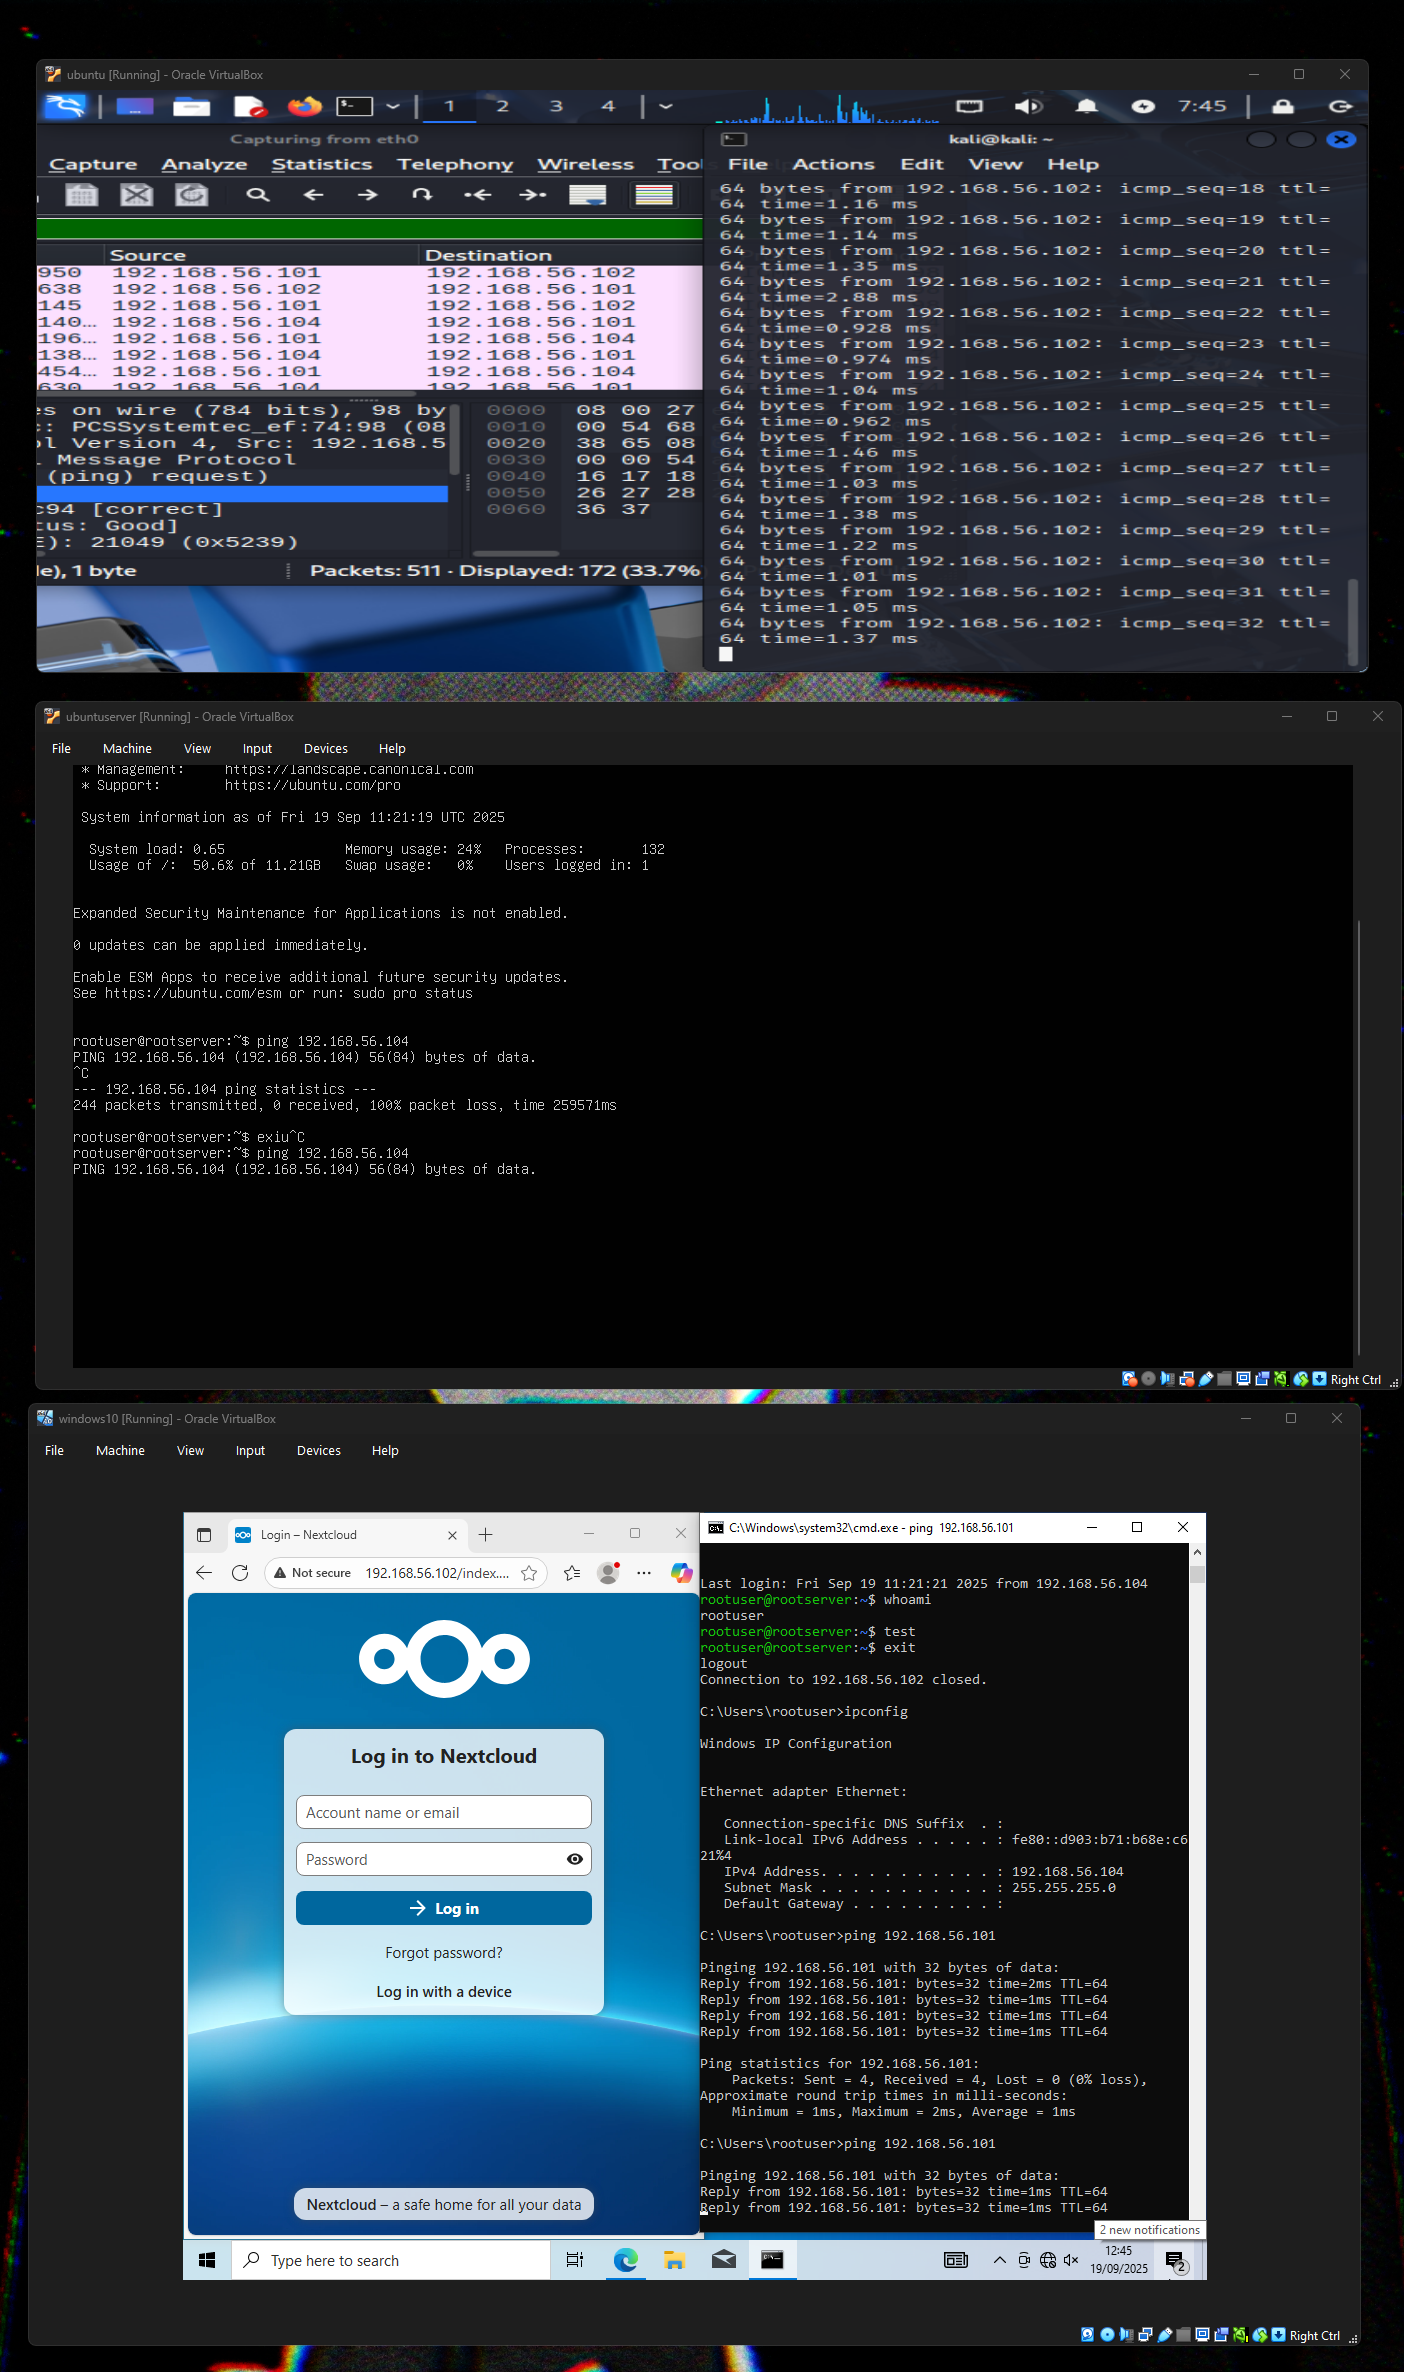 ubuntu [Running] - Oracle VirtualBox
1 2 3 4 7:45
Capturing from eth0
Capture Analyze Statistics Telephony Wireless
Source Destination
950 192.168.56.101 192.168.56.102
638 192.168.56.102 192.168.56.101
145 192.168.56.101 192.168.56.102
140… 192.168.56.104 192.168.56.101
196… 192.168.56.101 192.168.56.104
138… 192.168.56.104 192.168.56.101
454… 192.168.56.101 192.168.56.104
630 192.168.56.104 192.168.56.101
es on wire (784 bits), 98 by
c: PCSSystemtec_ef:74:98 (08
ol Version 4, Src: 192.168.5
l Message Protocol
(ping) request)
c94 [correct]
tus: Good]
E): 21049 (0x5239)
0000 08 00 27
0010 00 54 68
0020 38 65 08
0030 00 00 54
0040 16 17 18
0050 26 27 28
0060 36 37
le), 1 byte
Packets: 511 · Displayed: 172 (33.7%
kali@kali: ~
File Actions Edit View Help
64 bytes from 192.168.56.102: icmp_seq=18 ttl=
64 time=1.16 ms
64 bytes from 192.168.56.102: icmp_seq=19 ttl=
64 time=1.14 ms
64 bytes from 192.168.56.102: icmp_seq=20 ttl=
64 time=1.35 ms
64 bytes from 192.168.56.102: icmp_seq=21 ttl=
64 time=2.88 ms
64 bytes from 192.168.56.102: icmp_seq=22 ttl=
64 time=0.928 ms
64 bytes from 192.168.56.102: icmp_seq=23 ttl=
64 time=0.974 ms
64 bytes from 192.168.56.102: icmp_seq=24 ttl=
64 time=1.04 ms
64 bytes from 192.168.56.102: icmp_seq=25 ttl=
64 time=0.962 ms
64 bytes from 192.168.56.102: icmp_seq=26 ttl=
64 time=1.46 ms
64 bytes from 192.168.56.102: icmp_seq=27 ttl=
64 time=1.03 ms
64 bytes from 192.168.56.102: icmp_seq=28 ttl=
64 time=1.38 ms
64 bytes from 192.168.56.102: icmp_seq=29 ttl=
64 time=1.22 ms
64 bytes from 192.168.56.102: icmp_seq=30 ttl=
64 time=1.01 ms
64 bytes from 192.168.56.102: icmp_seq=31 ttl=
64 time=1.05 ms
64 bytes from 192.168.56.102: icmp_seq=32 ttl=
64 time=1.37 ms
ubuntuserver [Running] - Oracle VirtualBox
File Machine View Input Devices Help
* Management: https://landscape.canonical.com
* Support: https://ubuntu.com/pro
System information as of Fri 19 Sep 11:21:19 UTC 2025
System load: 0.65 Memory usage: 24% Processes: 132
Usage of /: 50.6% of 11.21GB Swap usage: 0% Users logged in: 1
Expanded Security Maintenance for Applications is not enabled.
0 updates can be applied immediately.
Enable ESM Apps to receive additional future security updates.
See https://ubuntu.com/esm or run: sudo pro status
rootuser@rootserver:~$ ping 192.168.56.104
PING 192.168.56.104 (192.168.56.104) 56(84) bytes of data.
^C
--- 192.168.56.104 ping statistics ---
244 packets transmitted, 0 received, 100% packet loss, time 259571ms
rootuser@rootserver:~$ exiu^C
rootuser@rootserver:~$ ping 192.168.56.104
PING 192.168.56.104 (192.168.56.104) 56(84) bytes of data.
Right Ctrl
windows10 [Running] - Oracle VirtualBox
File Machine View Input Devices Help
Login – Nextcloud
Not secure 192.168.56.102/index....
Log in to Nextcloud
Account name or email
Password
Log in
Forgot password?
Log in with a device
Nextcloud – a safe home for all your data
C:\Windows\system32\cmd.exe - ping 192.168.56.101
Last login: Fri Sep 19 11:21:21 2025 from 192.168.56.104
rootuser@rootserver:~$ whoami
rootuser
rootuser@rootserver:~$ test
rootuser@rootserver:~$ exit
logout
Connection to 192.168.56.102 closed.
C:\Users\rootuser>ipconfig
Windows IP Configuration
Ethernet adapter Ethernet:
Connection-specific DNS Suffix . :
Link-local IPv6 Address . . . . . : fe80::d903:b71:b68e:c6
21%4
IPv4 Address. . . . . . . . . . . : 192.168.56.104
Subnet Mask . . . . . . . . . . . : 255.255.255.0
Default Gateway . . . . . . . . . :
C:\Users\rootuser>ping 192.168.56.101
Pinging 192.168.56.101 with 32 bytes of data:
Reply from 192.168.56.101: bytes=32 time=2ms TTL=64
Reply from 192.168.56.101: bytes=32 time=1ms TTL=64
Reply from 192.168.56.101: bytes=32 time=1ms TTL=64
Reply from 192.168.56.101: bytes=32 time=1ms TTL=64
Ping statistics for 192.168.56.101:
Packets: Sent = 4, Received = 4, Lost = 0 (0% loss),
Approximate round trip times in milli-seconds:
Minimum = 1ms, Maximum = 2ms, Average = 1ms
C:\Users\rootuser>ping 192.168.56.101
Pinging 192.168.56.101 with 32 bytes of data:
Reply from 192.168.56.101: bytes=32 time=1ms TTL=64
Reply from 192.168.56.101: bytes=32 time=1ms TTL=64
2 new notifications
Type here to search
12:45
19/09/2025
2
Right Ctrl